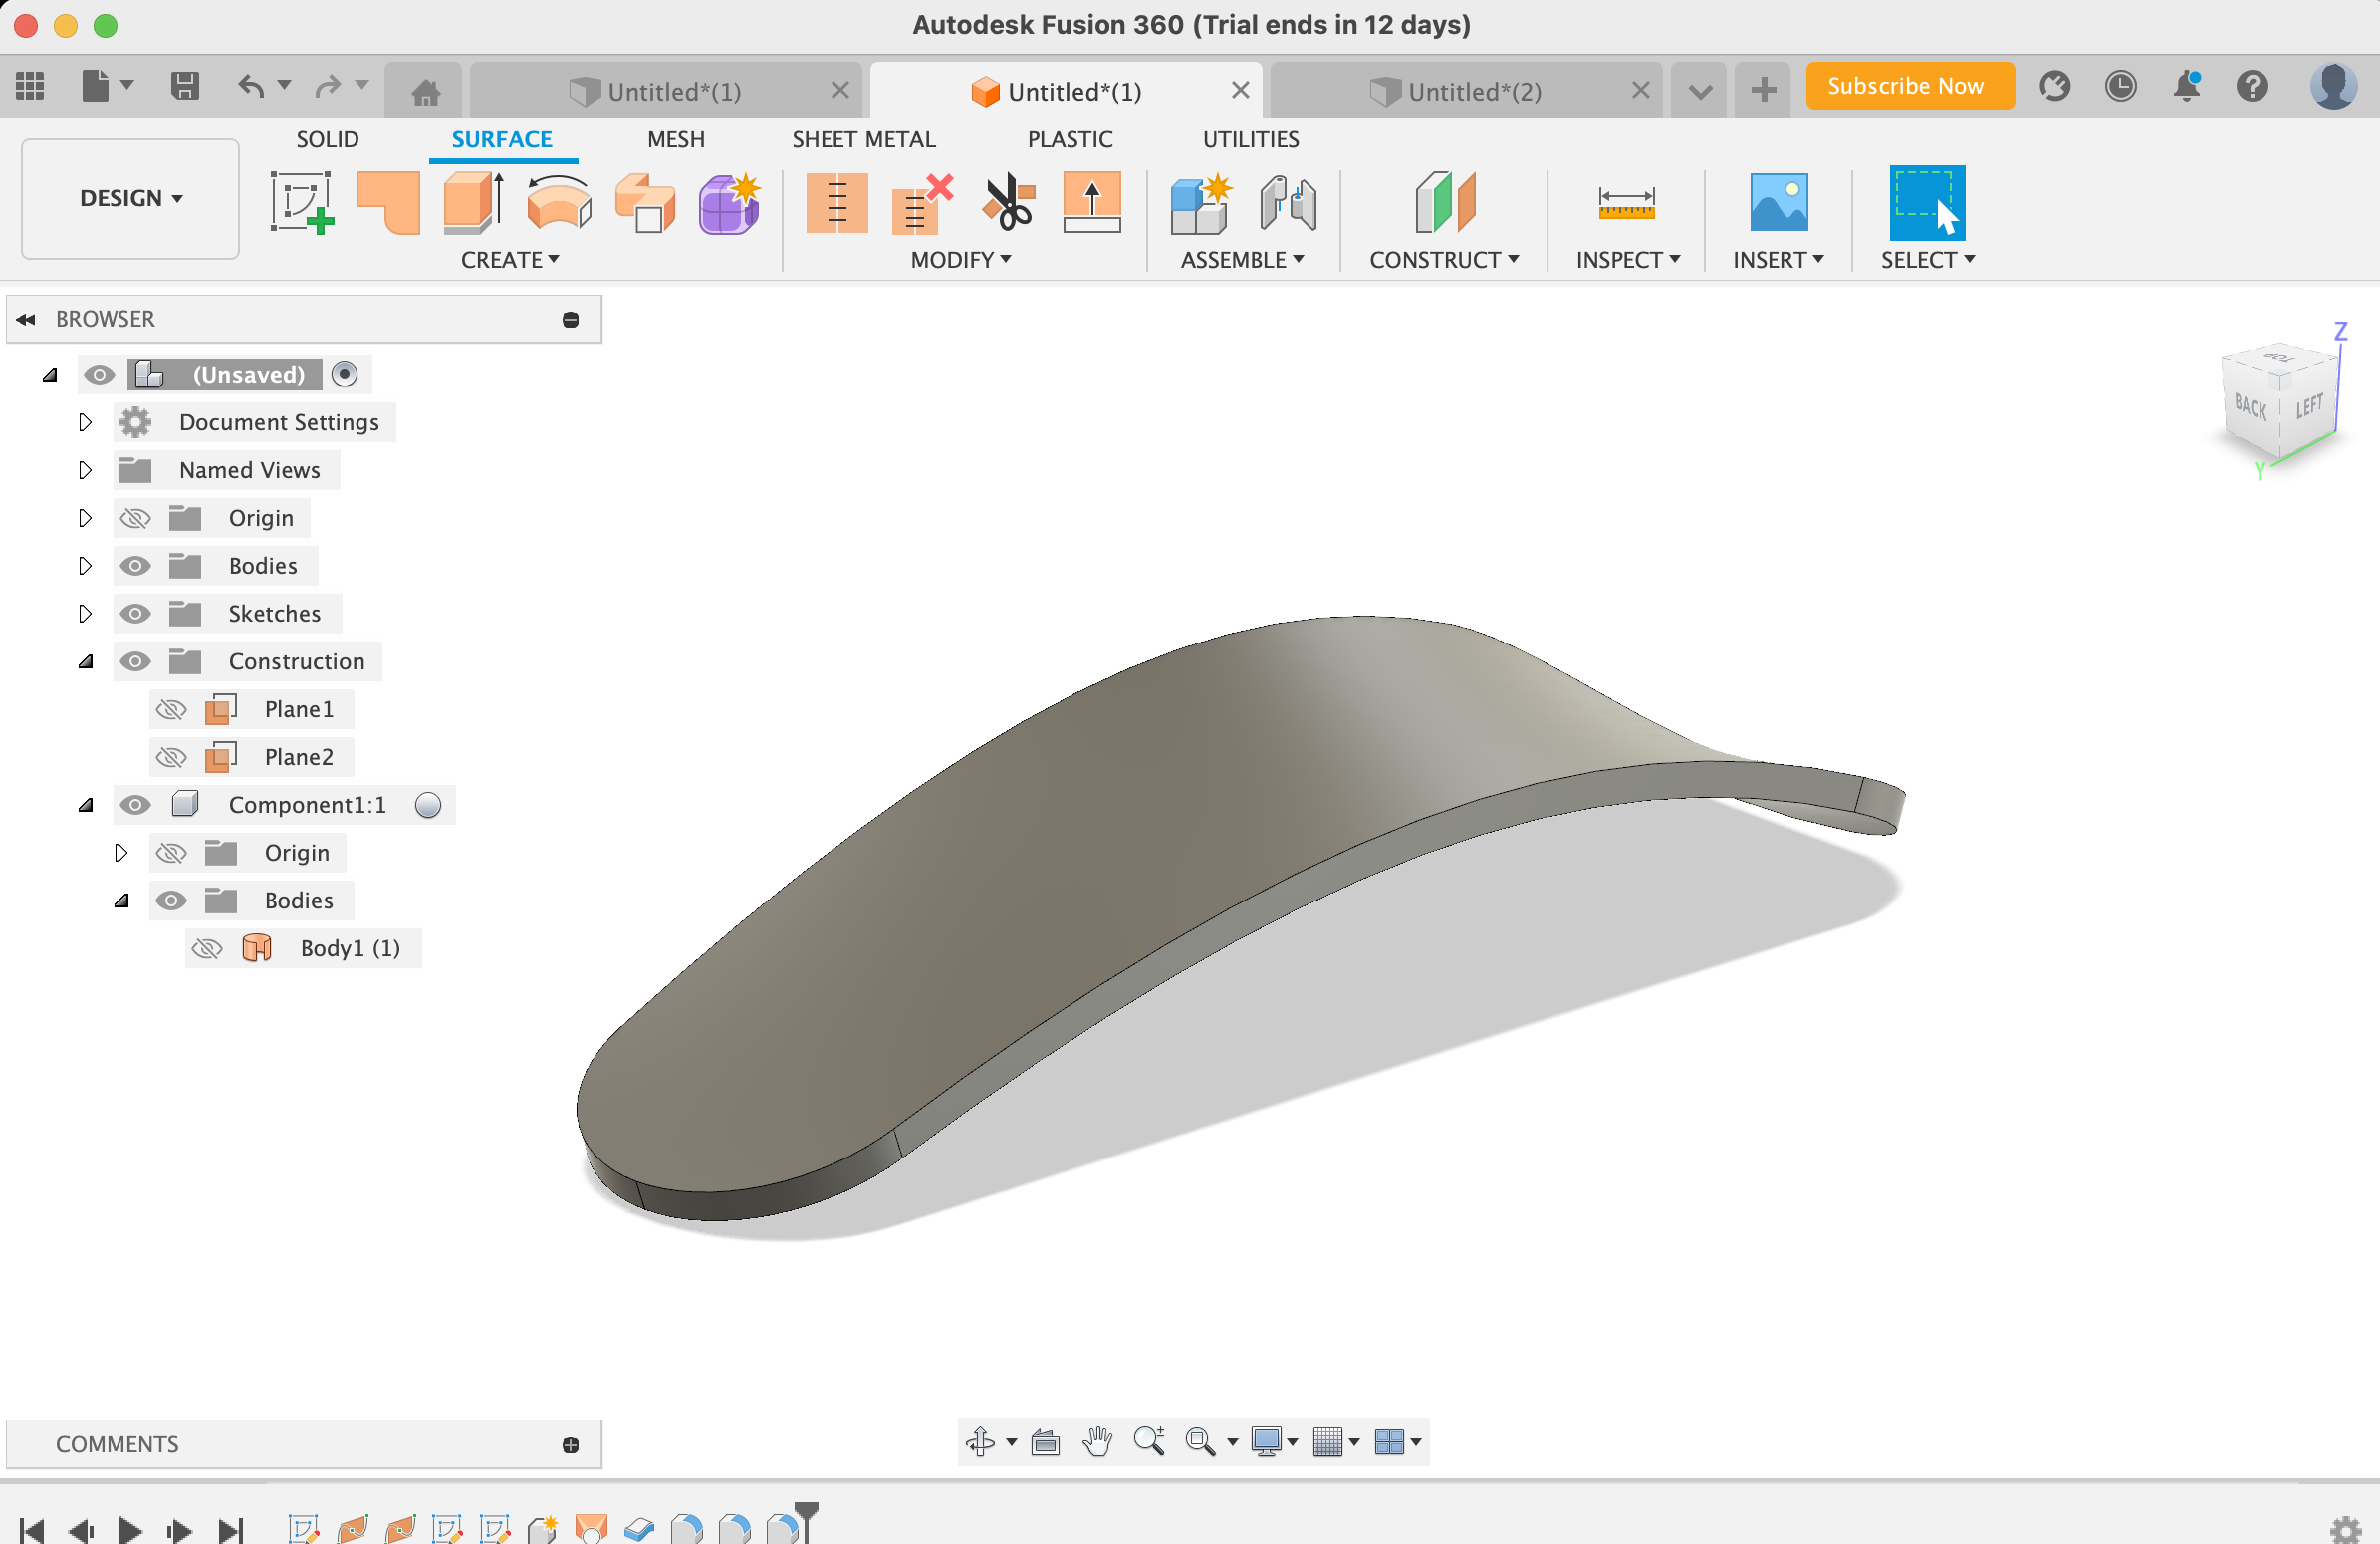 Autodesk Fusion 360 (Trial ends in 12 days)
Untitled*(1)
Untitled*(1)
Untitled*(2)
Subscribe Now
SOLID
SURFACE
MESH
SHEET METAL
PLASTIC
UTILITIES
DESIGN
CREATE
MODIFY
ASSEMBLE
CONSTRUCT
INSPECT
INSERT
SELECT
BROWSER
(Unsaved)
Document Settings
Named Views
Origin
Bodies
Sketches
Construction
Plane1
Plane2
Component1:1
Origin
Bodies
Body1 (1)
Z
TOP
BACK
LEFT
Y
COMMENTS